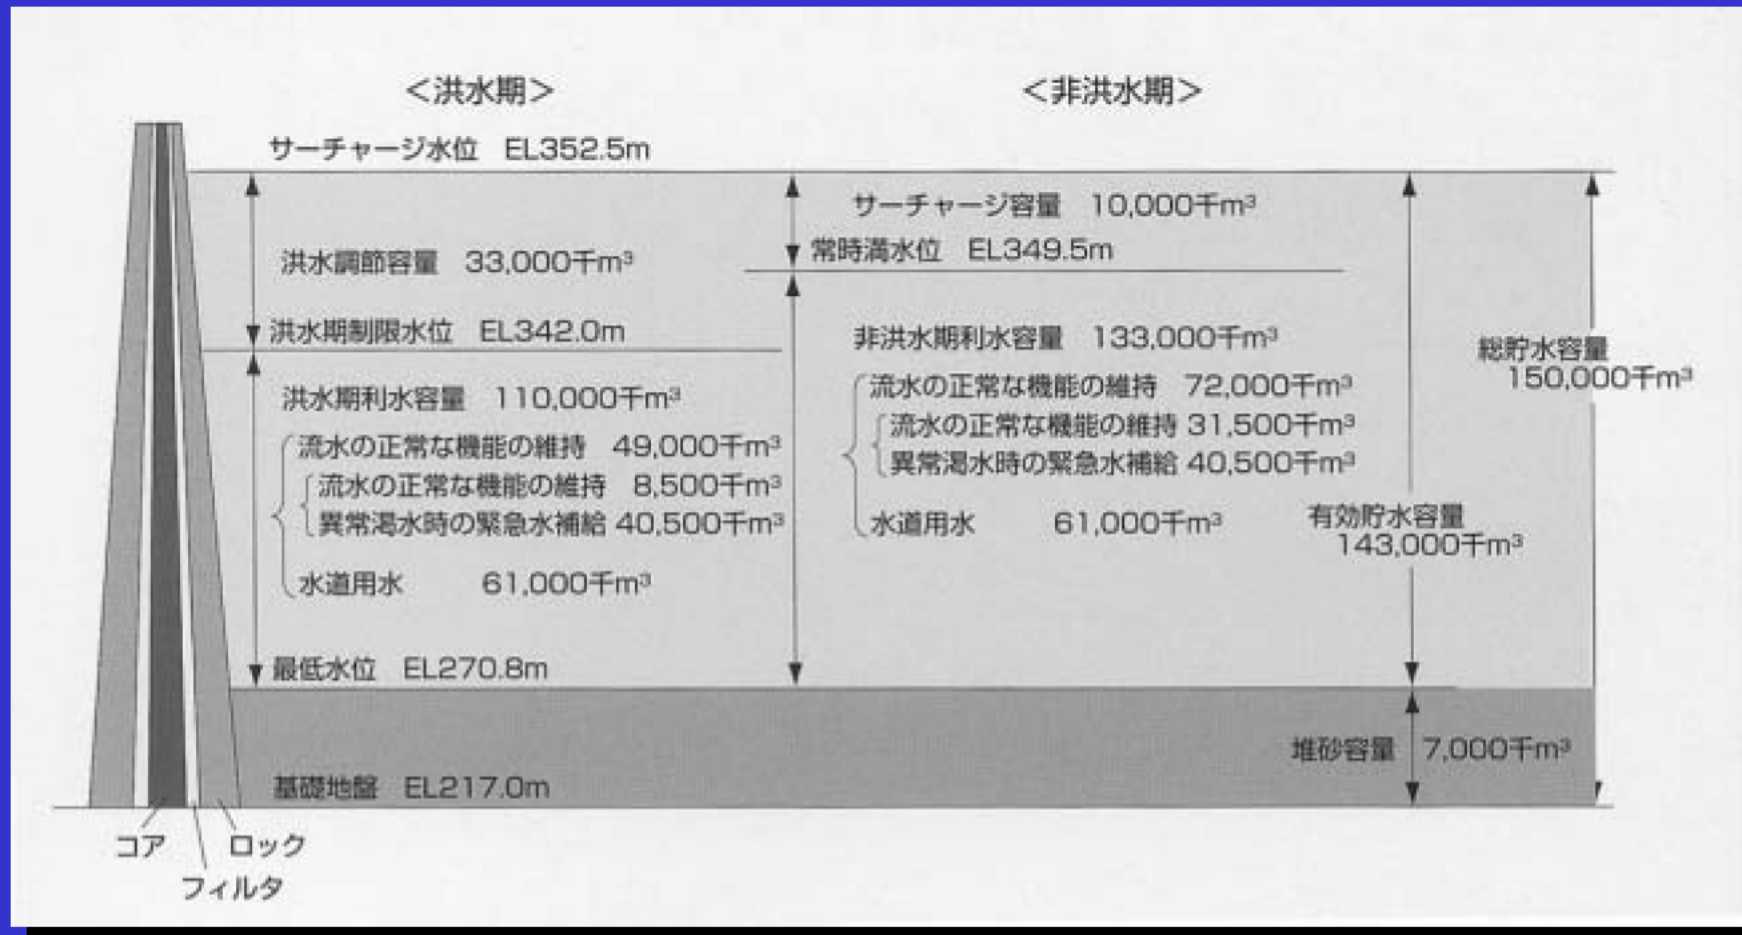 ＜洪水期＞
＜非洪水期＞
サーチャージ水位 EL352.5m
サーチャージ容量 10,000千m³
常時満水位 EL349.5m
洪水調節容量 33,000千m³
洪水期制限水位 EL342.0m
洪水期利水容量 110,000千m³
流水の正常な機能の維持 49,000千m³
流水の正常な機能の維持 8,500千m³
異常渇水時の緊急水補給 40,500千m³
水道用水 61,000千m³
非洪水期利水容量 133,000千m³
流水の正常な機能の維持 72,000千m³
流水の正常な機能の維持 31,500千m³
異常渇水時の緊急水補給 40,500千m³
水道用水 61,000千m³
総貯水容量
150,000千m³
有効貯水容量
143,000千m³
最低水位 EL270.8m
堆砂容量 7,000千m³
基礎地盤 EL217.0m
コア
ロック
フィルタ